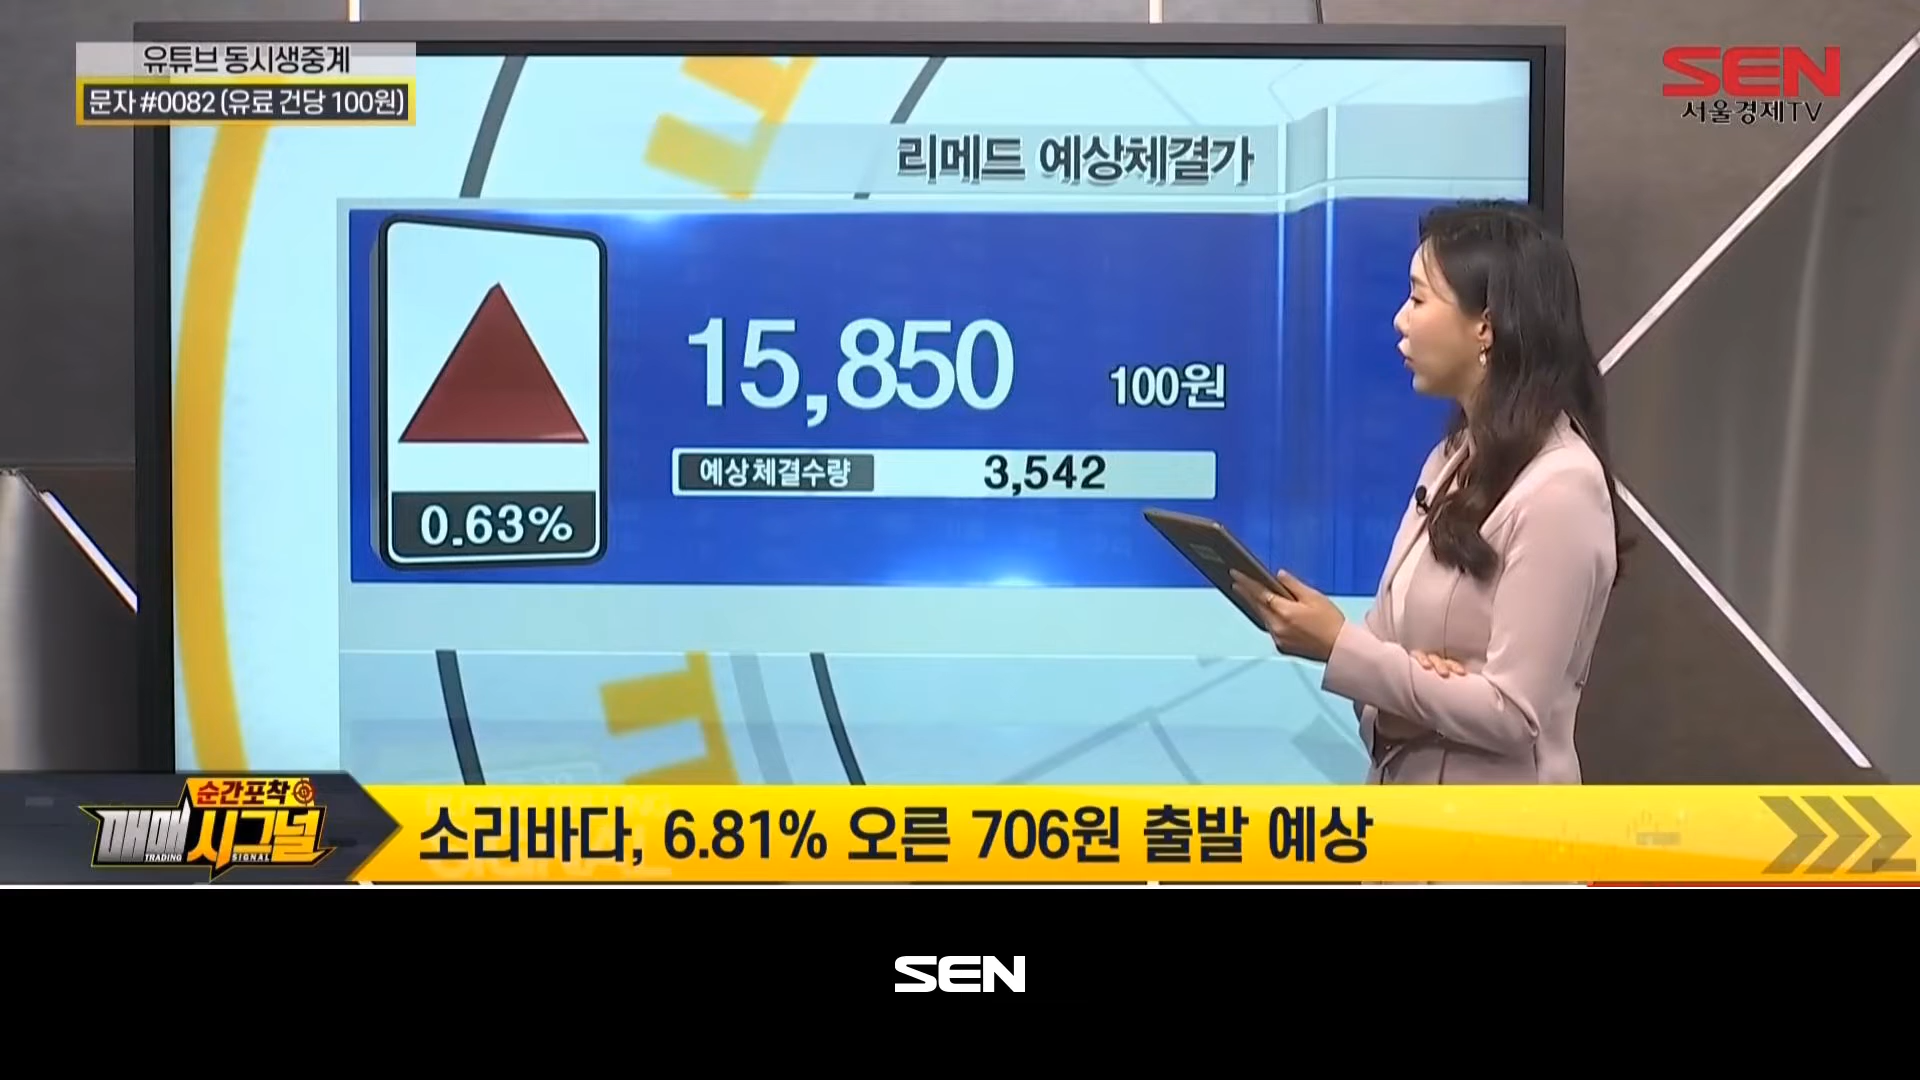 유튜브 동시생중계
문자 #0082 (유료 건당 100원)
SEN
서울경제TV
리메드 예상체결가
15,850
100원
예상체결수량
3,542
0.63%
순간포착
매매 시그널
TRADING
SIGNAL
소리바다, 6.81% 오른 706원 출발 예상
SEN